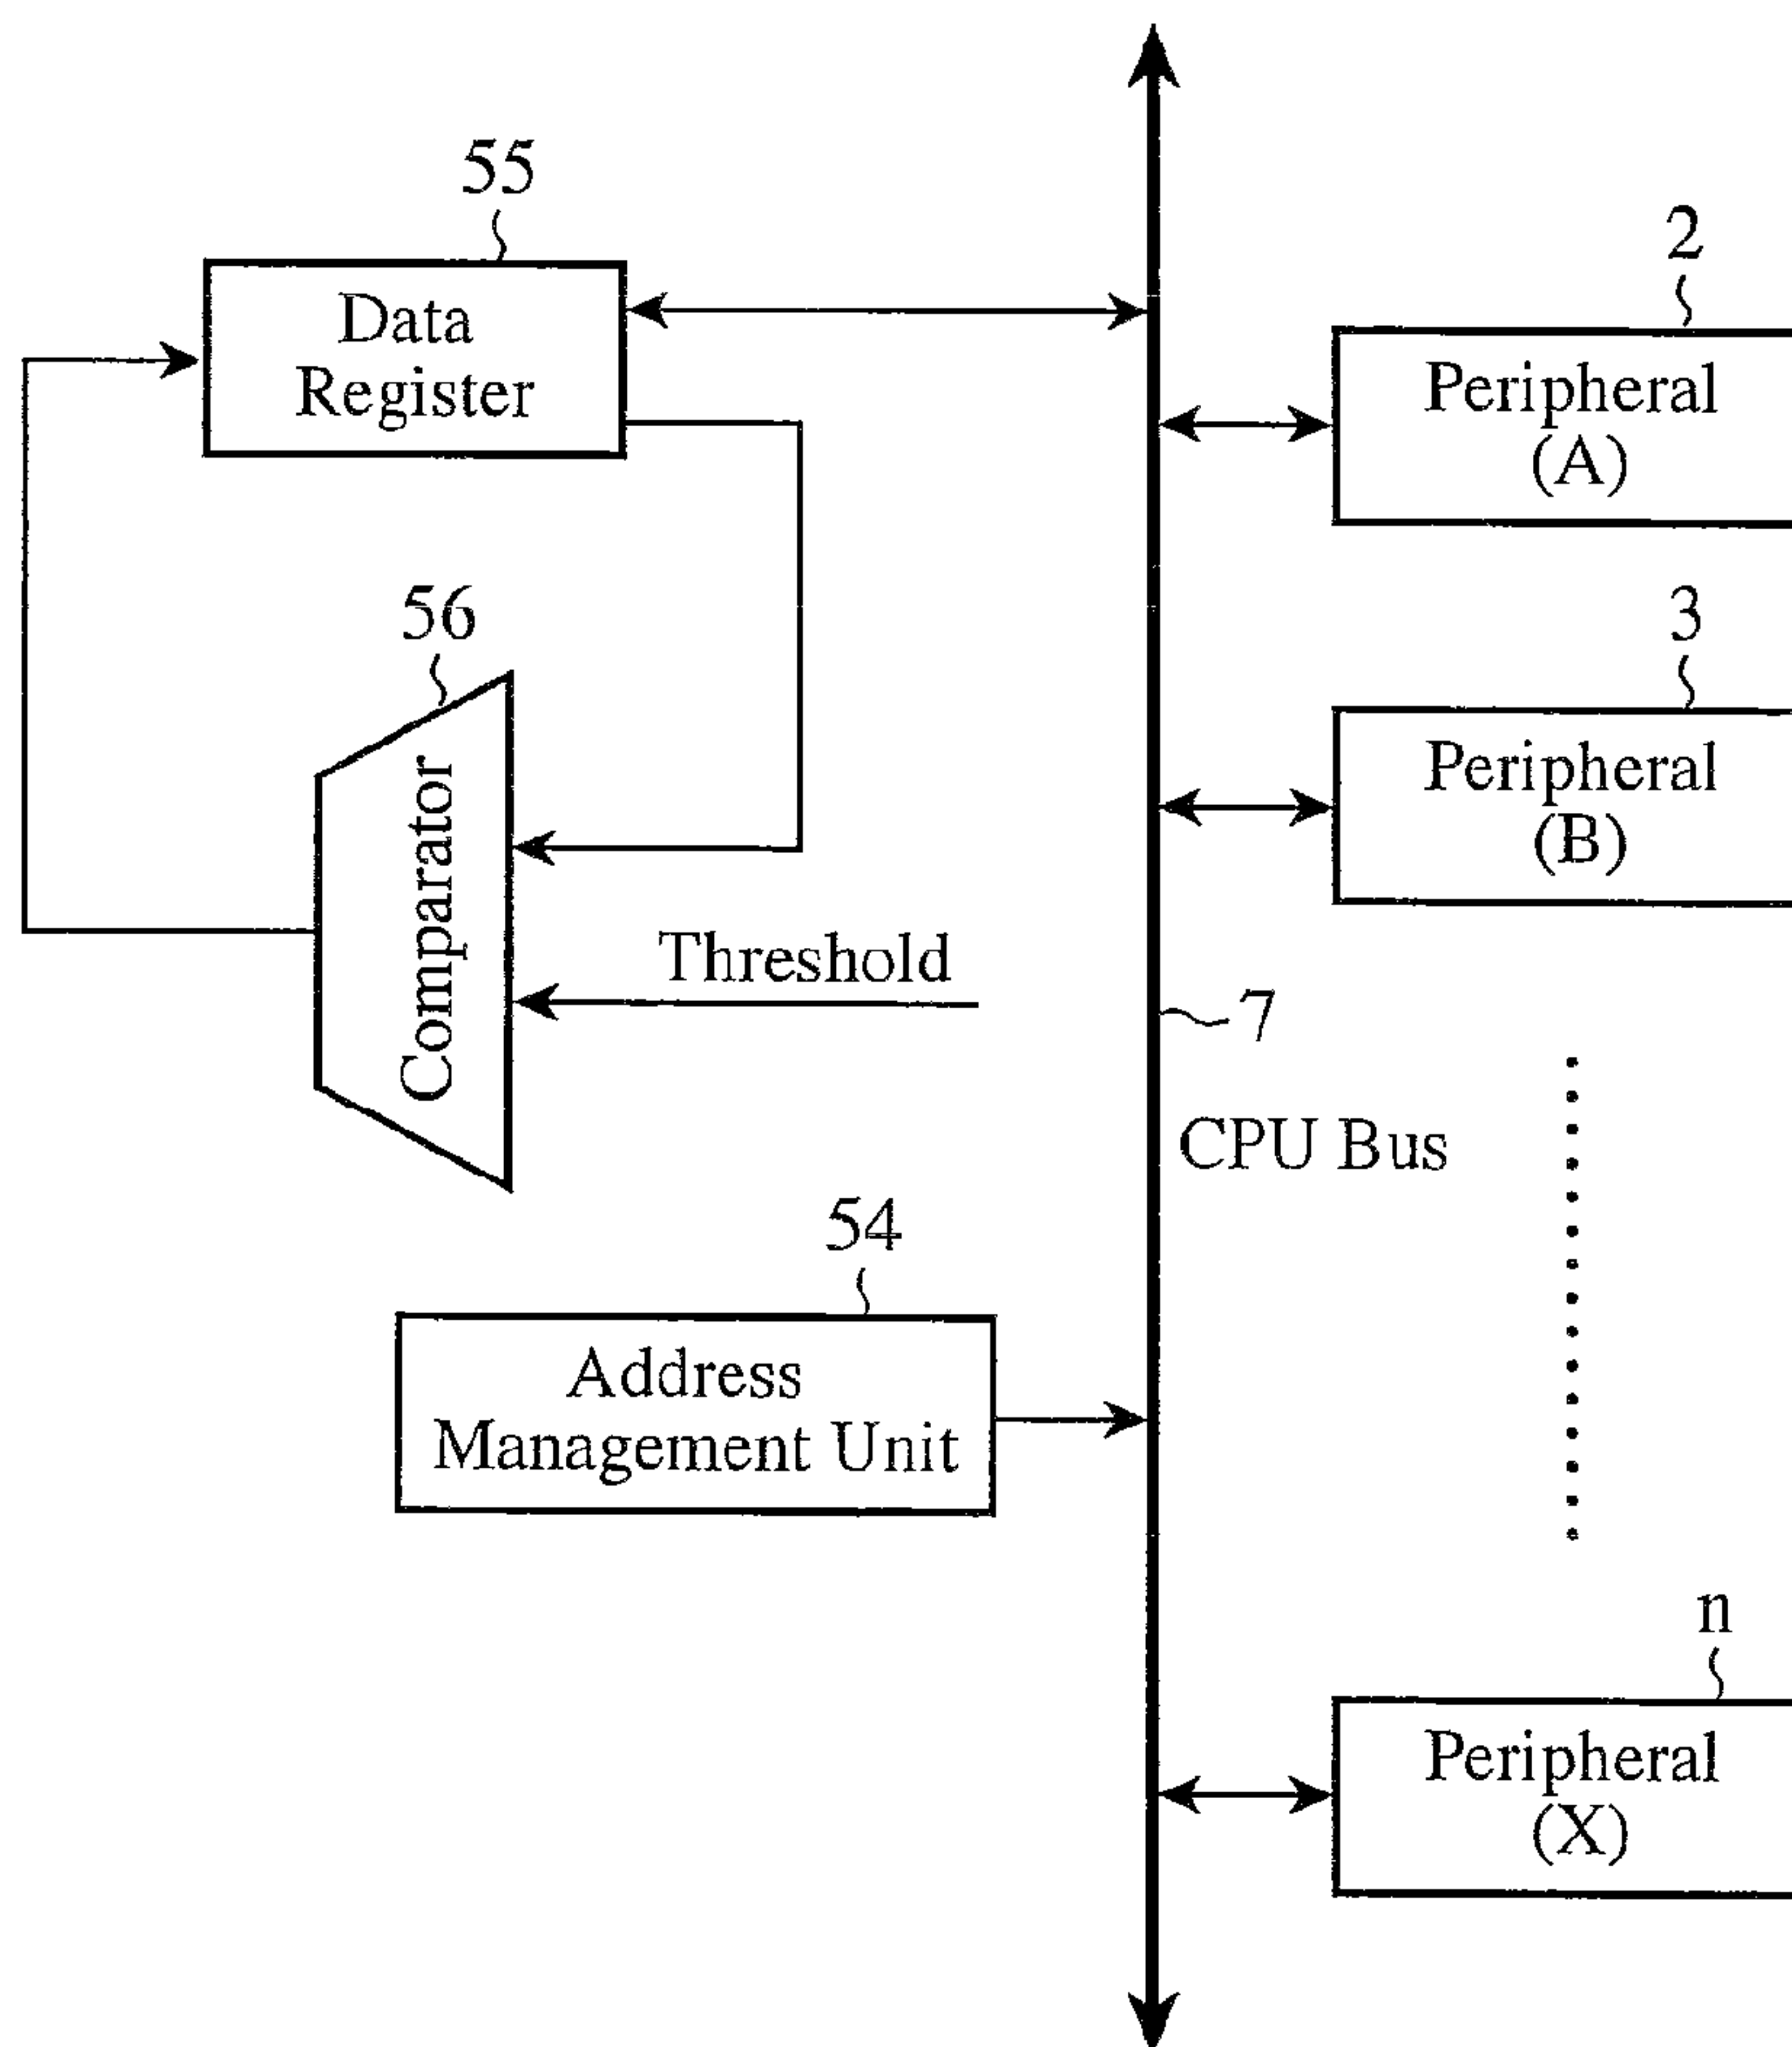 55
Data
Register
2
Peripheral
(A)
56
Comparator
3
Peripheral
(B)
Threshold
7
CPU Bus
54
Address
Management Unit
n
Peripheral
(X)